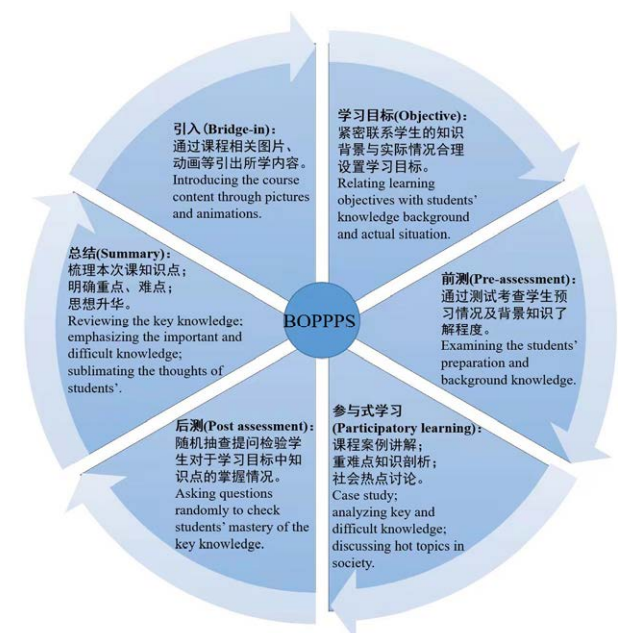 引入(Bridge-in)：
通过课程相关图片、
动画等引出所学内容。
Introducing the course
content through pictures
and animations.
学习目标(Objective)：
紧密联系学生的知识
背景与实际情况合理
设置学习目标。
Relating learning
objectives with students’
knowledge background
and actual situation.
前测(Pre-assessment)：
通过测试考查学生预
习情况及背景知识了
解程度。
Examining the students’
preparation and
background knowledge.
参与式学习
(Participatory learning)：
课程案例讲解；
重难点知识剖析；
社会热点讨论。
Case study;
analyzing key and
difficult knowledge;
discussing hot topics in
society.
后测(Post assessment)：
随机抽查提问检验学
生对于学习目标中知
识点的掌握情况。
Asking questions
randomly to check
students’ mastery of the
key knowledge.
总结(Summary)：
梳理本次课知识点；
明确重点、难点；
思想升华。
Reviewing the key knowledge;
emphasizing the important and
difficult knowledge;
sublimating the thoughts of
students’.
BOPPPS